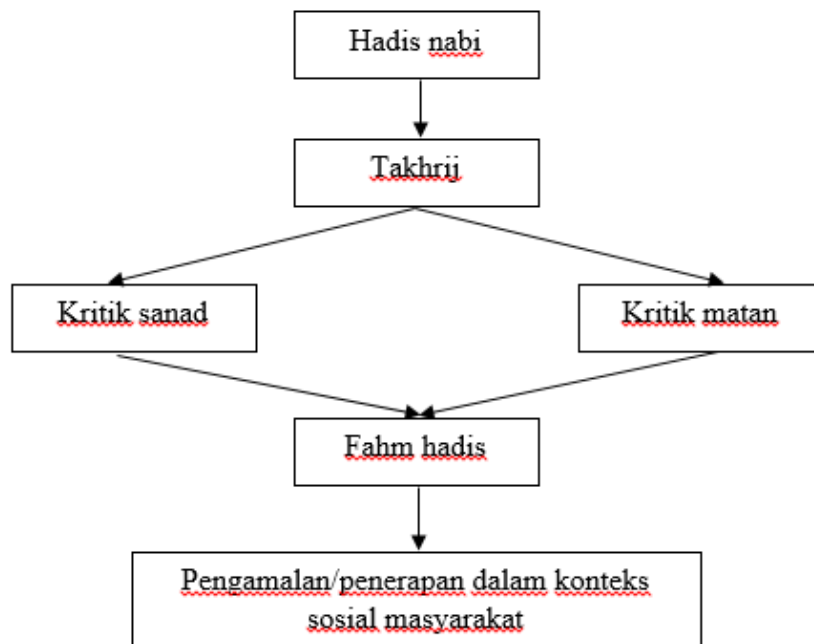 Hadis nabi
Takhrij
Kritik sanad
Kritik matan
Fahm hadis
Pengamalan/penerapan dalam konteks
sosial masyarakat